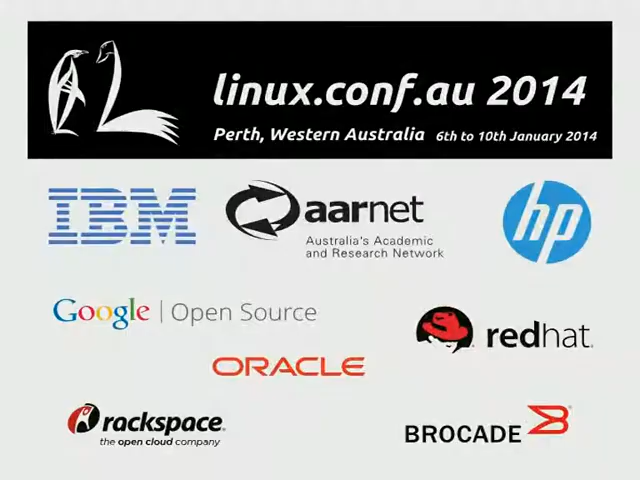 linux.conf.au 2014
Perth, Western Australia 6th to 10th January 2014
IBM
aarnet
Australia's Academic
and Research Network
hp
Google | Open Source
redhat.
ORACLE
rackspace
the open cloud company
BROCADE